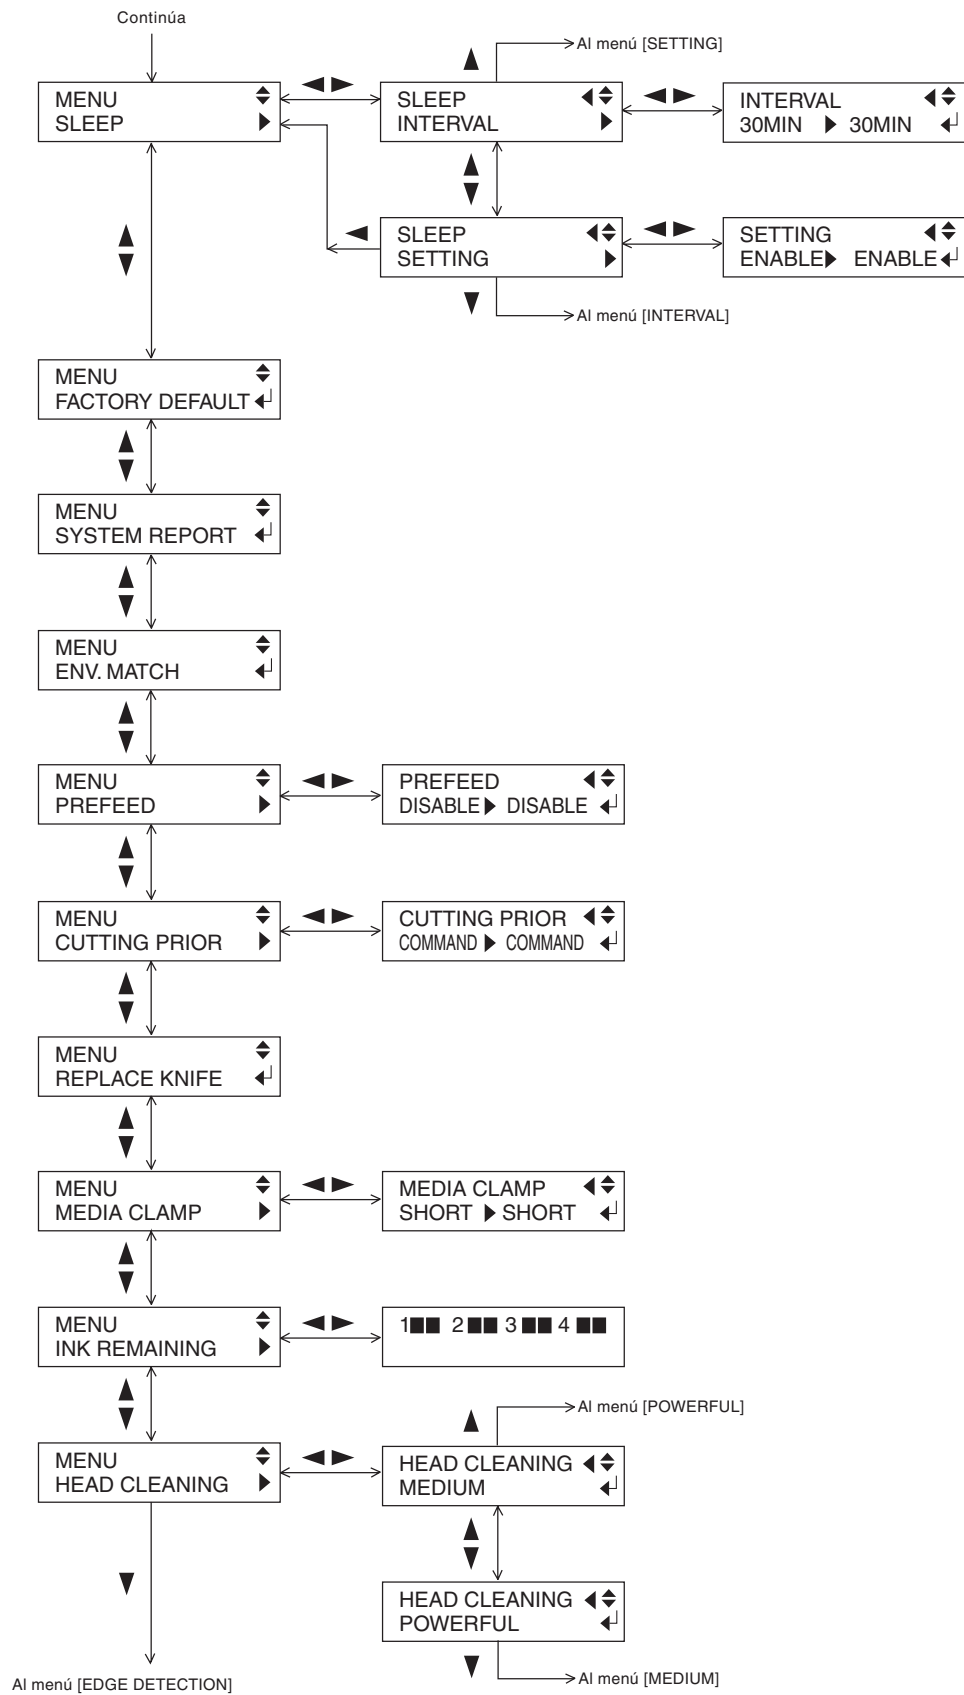 Continúa
Al menú [SETTING]
MENU
SLEEP
SLEEP
INTERVAL
INTERVAL
30MIN 30MIN
SLEEP
SETTING
SETTING
ENABLE ENABLE
Al menú [INTERVAL]
MENU
FACTORY DEFAULT
MENU
SYSTEM REPORT
MENU
ENV. MATCH
MENU
PREFEED
PREFEED
DISABLE DISABLE
MENU
CUTTING PRIOR
CUTTING PRIOR
COMMAND COMMAND
MENU
REPLACE KNIFE
MENU
MEDIA CLAMP
MEDIA CLAMP
SHORT SHORT
MENU
INK REMAINING
1■■ 2■■ 3■■ 4■■
Al menú [POWERFUL]
MENU
HEAD CLEANING
HEAD CLEANING
MEDIUM
HEAD CLEANING
POWERFUL
Al menú [MEDIUM]
Al menú [EDGE DETECTION]